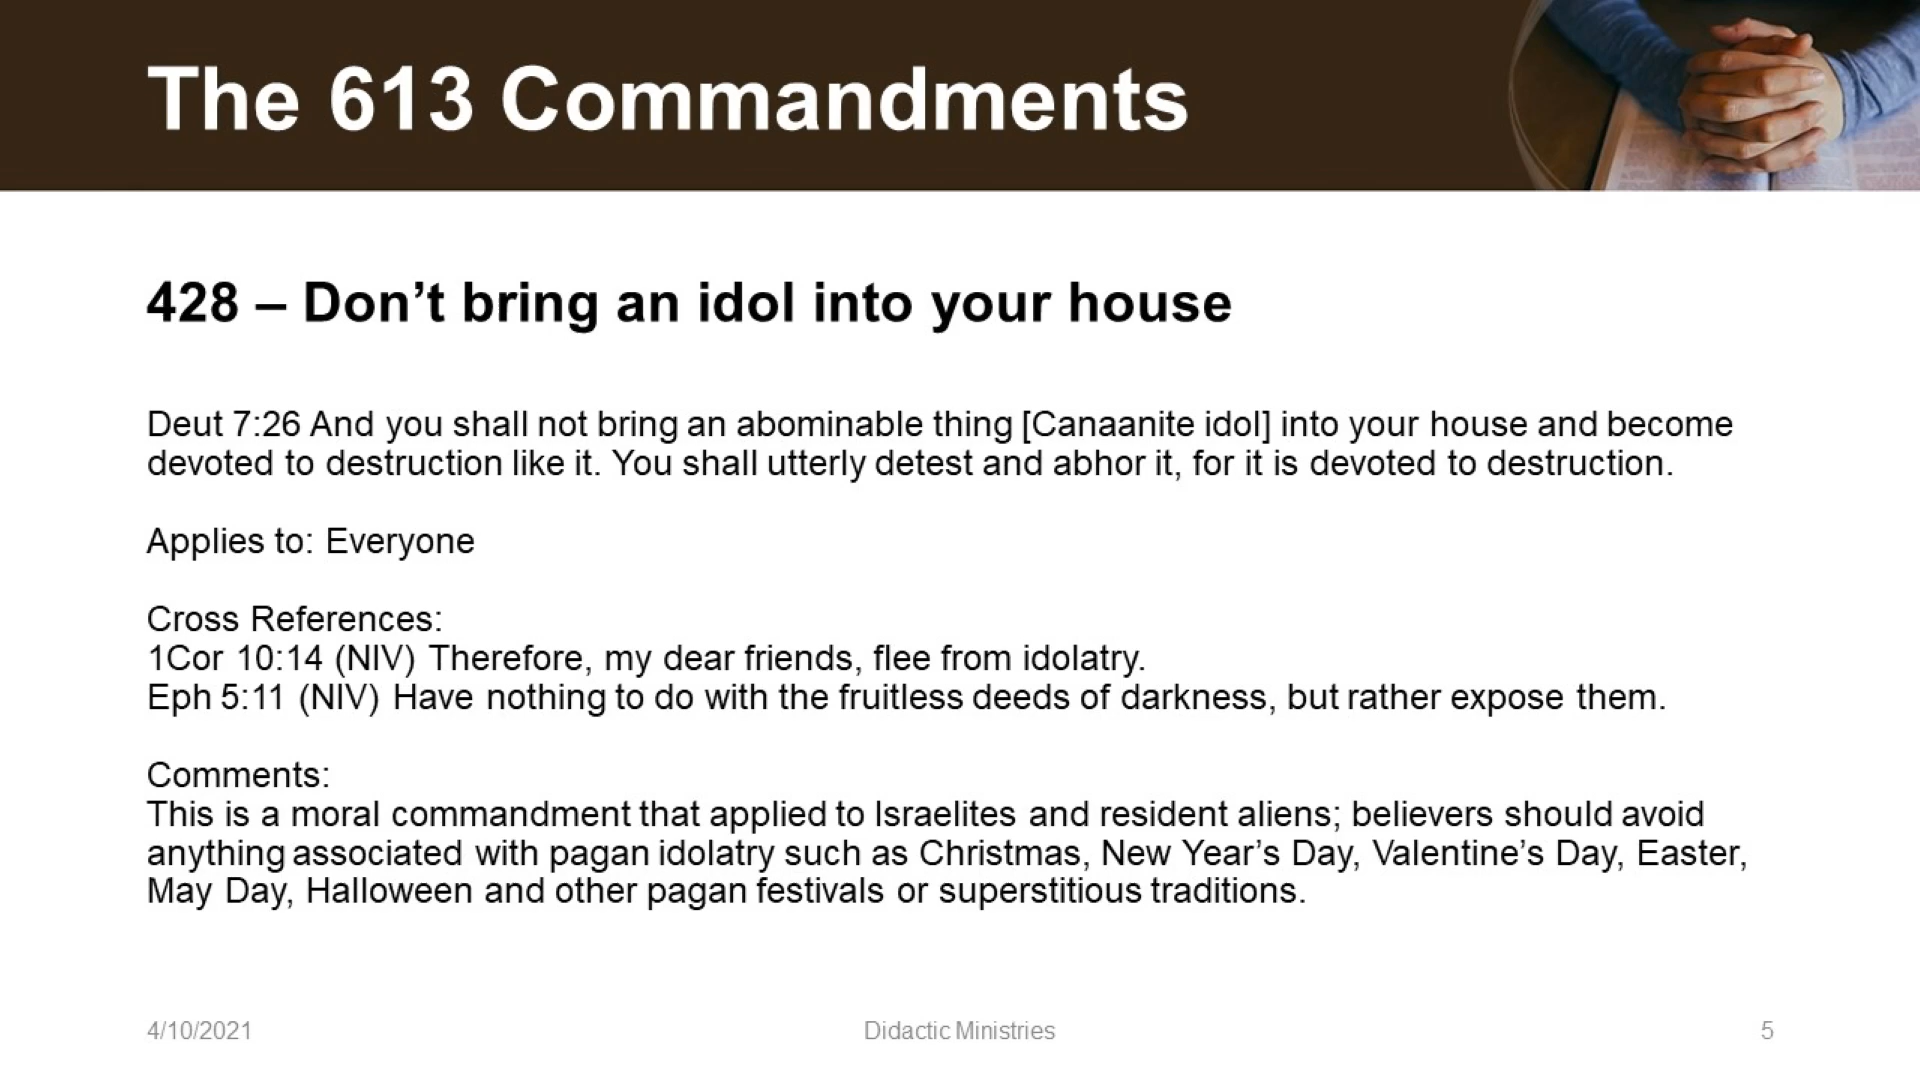 The 613 Commandments
428 – Don’t bring an idol into your house
Deut 7:26 And you shall not bring an abominable thing [Canaanite idol] into your house and become
devoted to destruction like it. You shall utterly detest and abhor it, for it is devoted to destruction.
Applies to: Everyone
Cross References:
1Cor 10:14 (NIV) Therefore, my dear friends, flee from idolatry.
Eph 5:11 (NIV) Have nothing to do with the fruitless deeds of darkness, but rather expose them.
Comments:
This is a moral commandment that applied to Israelites and resident aliens; believers should avoid
anything associated with pagan idolatry such as Christmas, New Year’s Day, Valentine’s Day, Easter,
May Day, Halloween and other pagan festivals or superstitious traditions.
4/10/2021
Didactic Ministries
5